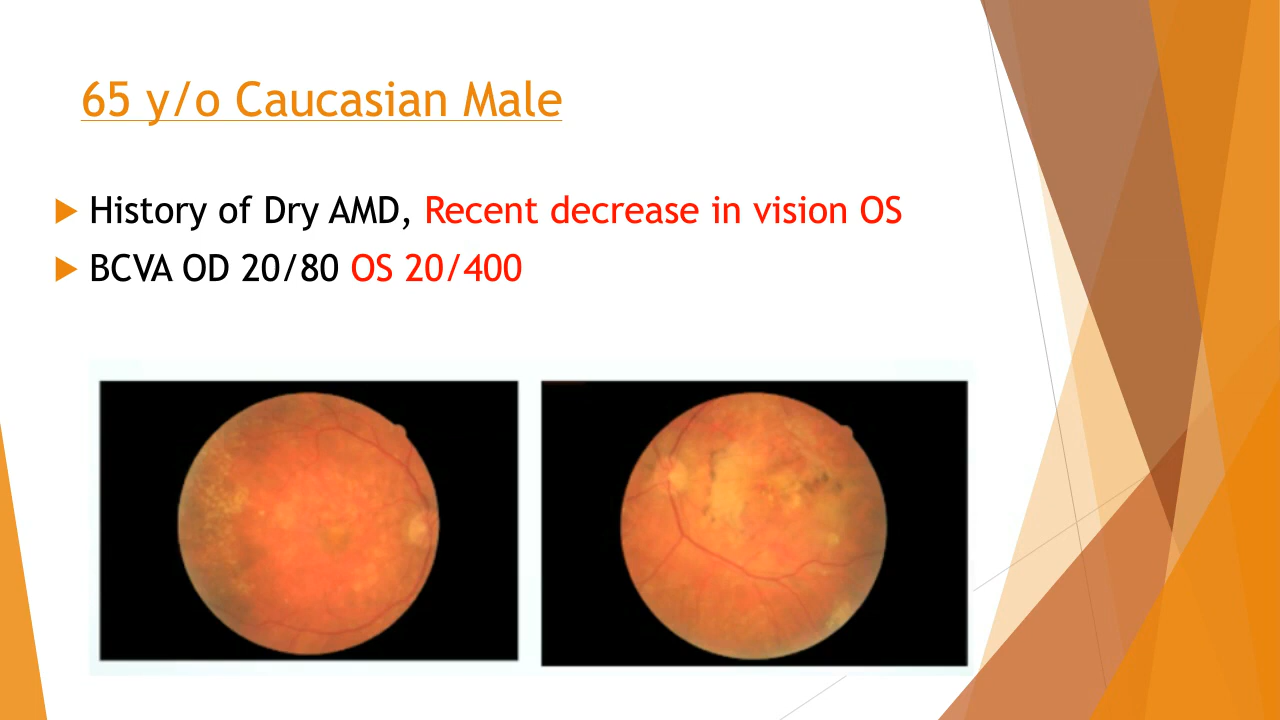 65 y/o Caucasian Male
History of Dry AMD, Recent decrease in vision OS
BCVA OD 20/80 OS 20/400